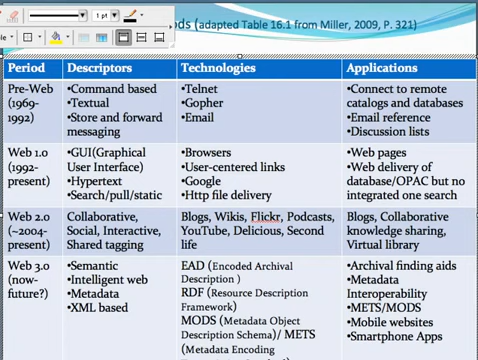 1 pt
ods (adapted Table 16.1 from Miller, 2009, P. 321)
Period Descriptors Technologies Applications
Pre-Web (1969-1992)
•Command based
•Textual
•Store and forward messaging
•Telnet
•Gopher
•Email
•Connect to remote catalogs and databases
•Email reference
•Discussion lists
Web 1.0 (1992-present)
•GUI(Graphical User Interface)
•Hypertext
•Search/pull/static
•Browsers
•User-centered links
•Google
•Http file delivery
•Web pages
•Web delivery of database/OPAC but no integrated one search
Web 2.0 (~2004-present)
Collaborative, Social, Interactive, Shared tagging
Blogs, Wikis, Flickr, Podcasts, YouTube, Delicious, Second life
Blogs, Collaborative knowledge sharing, Virtual library
Web 3.0 (now-future?)
•Semantic
•Intelligent web
•Metadata
•XML based
EAD (Encoded Archival Description )
RDF (Resource Description Framework)
MODS (Metadata Object Description Schema)/ METS (Metadata Encoding
•Archival finding aids
•Metadata Interoperability
•METS/MODS
•Mobile websites
•Smartphone Apps